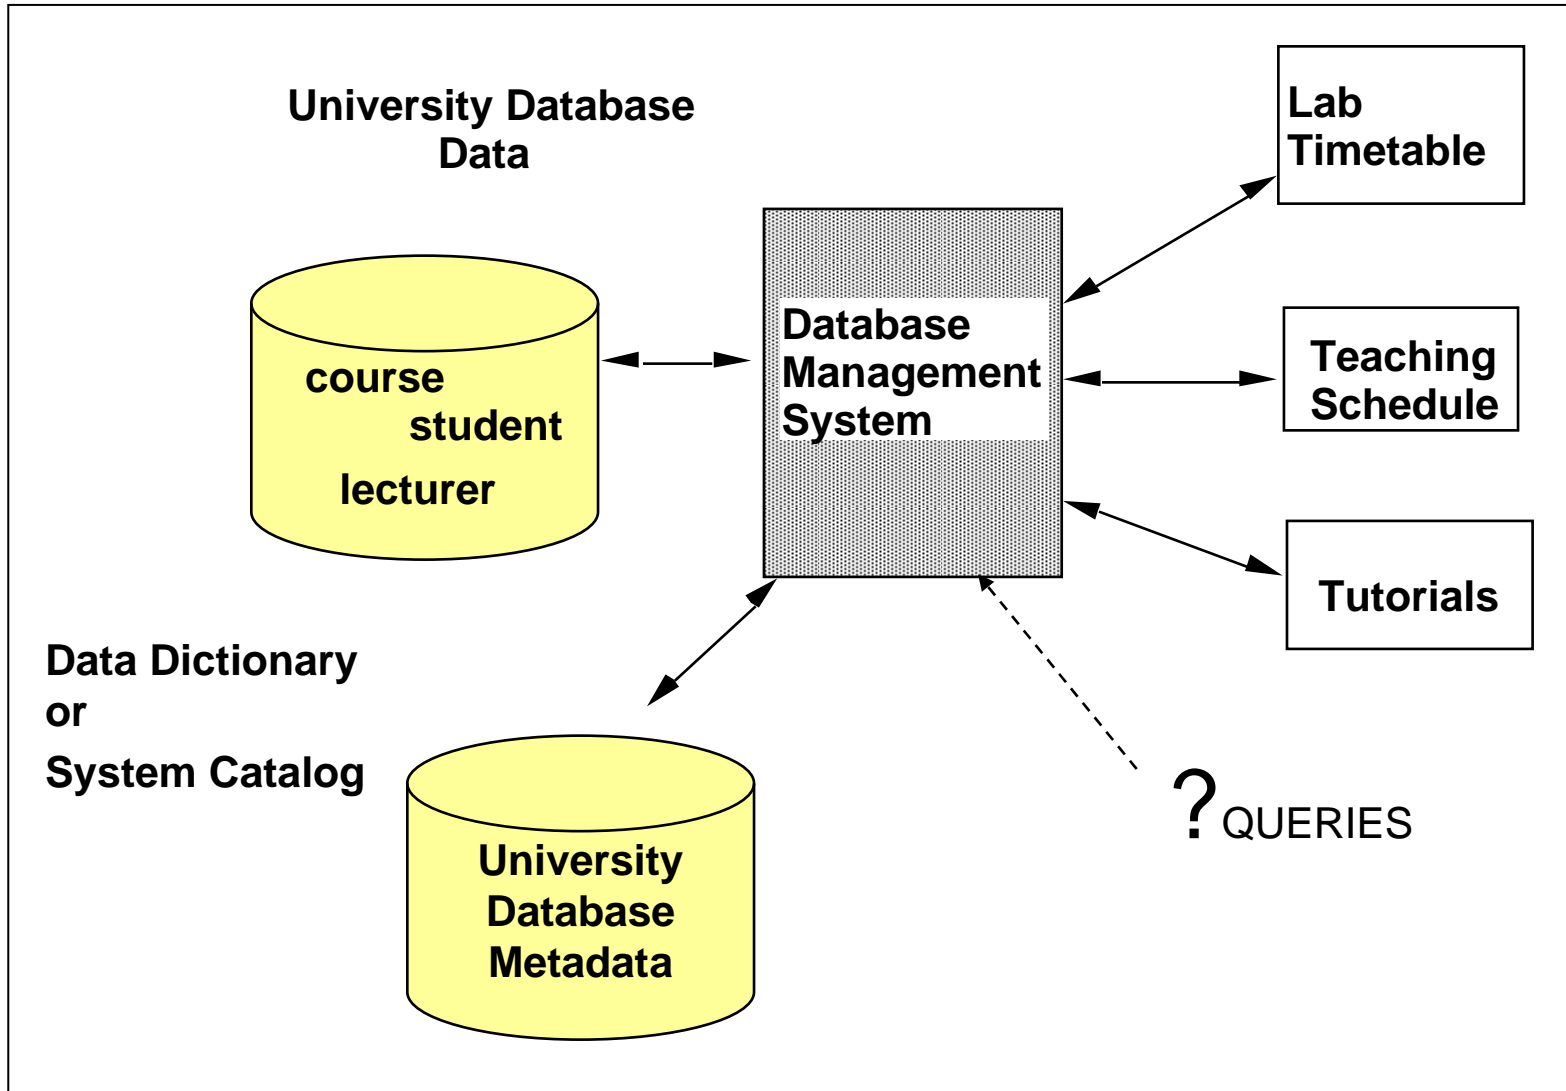 University Database
Data
Lab
Timetable
course
student
lecturer
Database
Management
System
Teaching
Schedule
Tutorials
Data Dictionary
or
System Catalog
University
Database
Metadata
? QUERIES